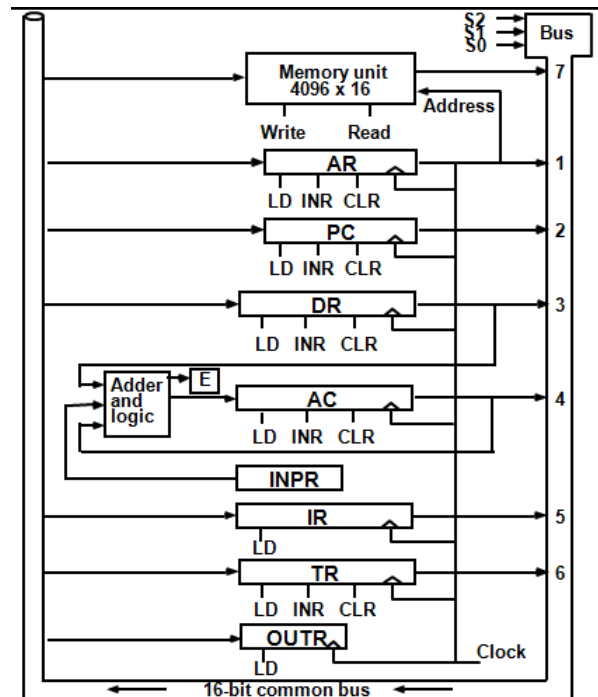 S2
S1
S0
Bus
Memory unit
4096 x 16
7
Address
Write Read
AR
1
LD INR CLR
PC
2
LD INR CLR
DR
3
LD INR CLR
Adder
and
logic
E
AC
4
LD INR CLR
INPR
IR
5
LD
TR
6
LD INR CLR
OUTR
LD
Clock
16-bit common bus